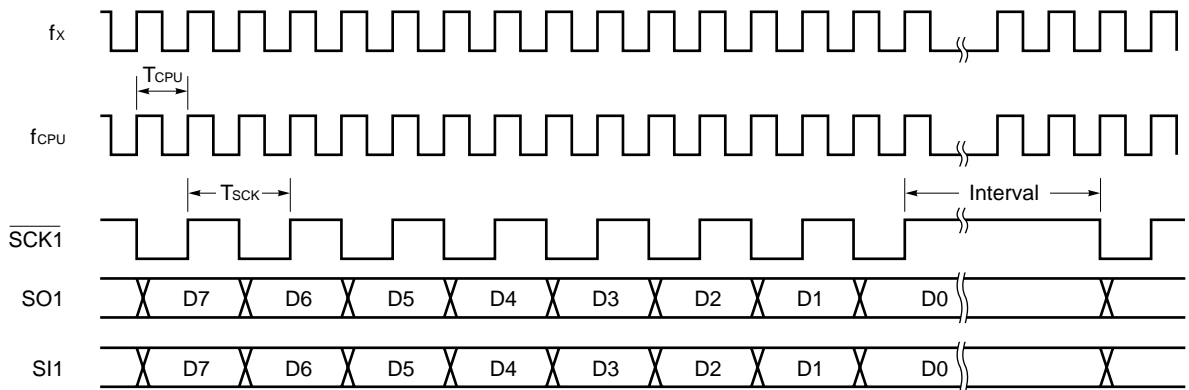 fX
TCPU
fCPU
TSCK
Interval
SCK1
SO1 D7 D6 D5 D4 D3 D2 D1 D0
SI1 D7 D6 D5 D4 D3 D2 D1 D0